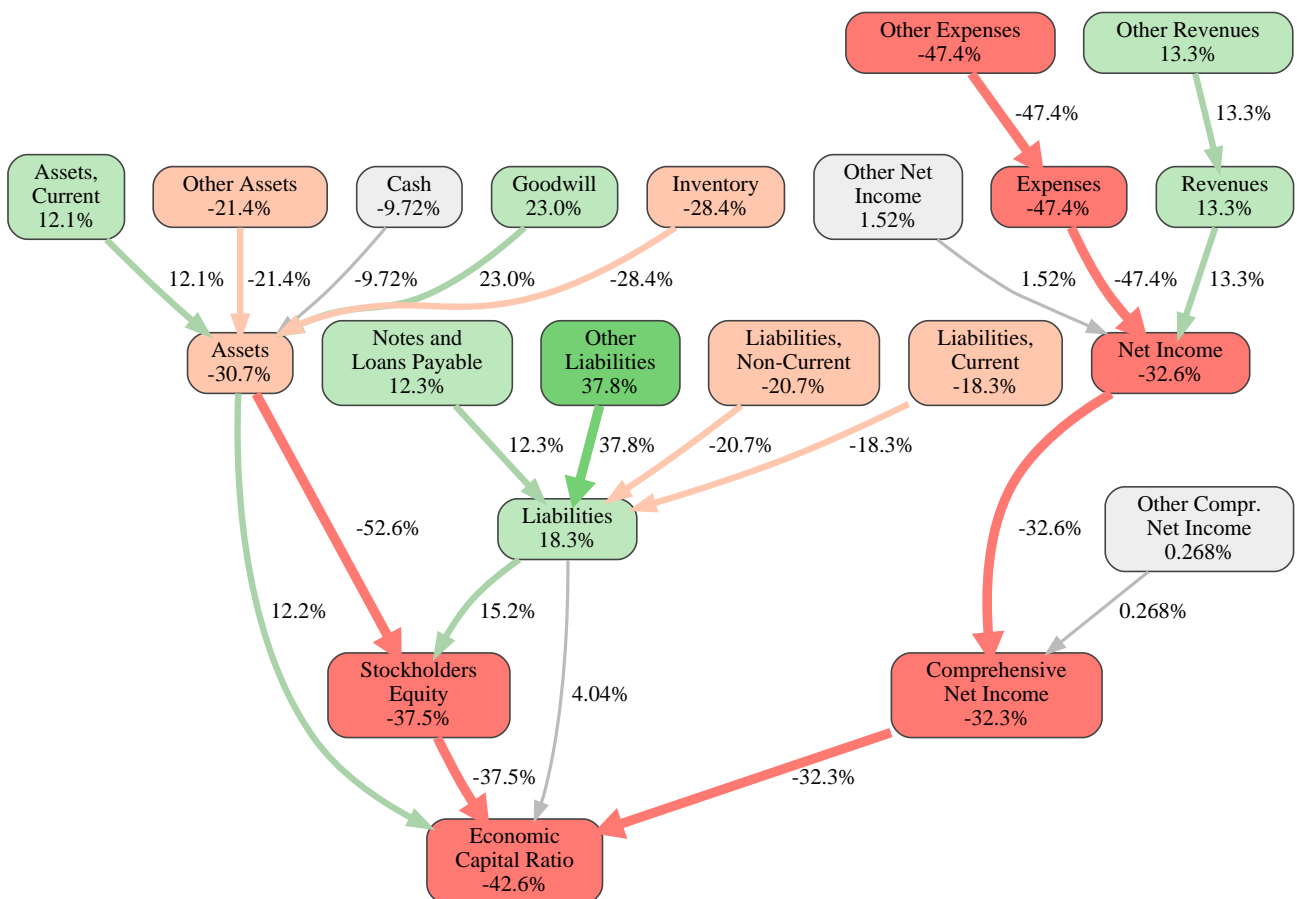 Other Expenses
-47.4%
Other Revenues
13.3%
-47.4%
13.3%
Assets,
Current
12.1%
Other Assets
-21.4%
Cash
-9.72%
Goodwill
23.0%
Inventory
-28.4%
Other Net
Income
1.52%
Expenses
-47.4%
Revenues
13.3%
12.1%
-21.4%
-9.72%
23.0%
-28.4%
1.52%
-47.4%
13.3%
Assets
-30.7%
Notes and
Loans Payable
12.3%
Other
Liabilities
37.8%
Liabilities,
Non-Current
-20.7%
Liabilities,
Current
-18.3%
Net Income
-32.6%
12.3%
37.8%
-20.7%
-18.3%
-52.6%
Liabilities
18.3%
-32.6%
Other Compr.
Net Income
0.268%
12.2%
15.2%
0.268%
Stockholders
Equity
-37.5%
4.04%
Comprehensive
Net Income
-32.3%
-37.5%
-32.3%
Economic
Capital Ratio
-42.6%